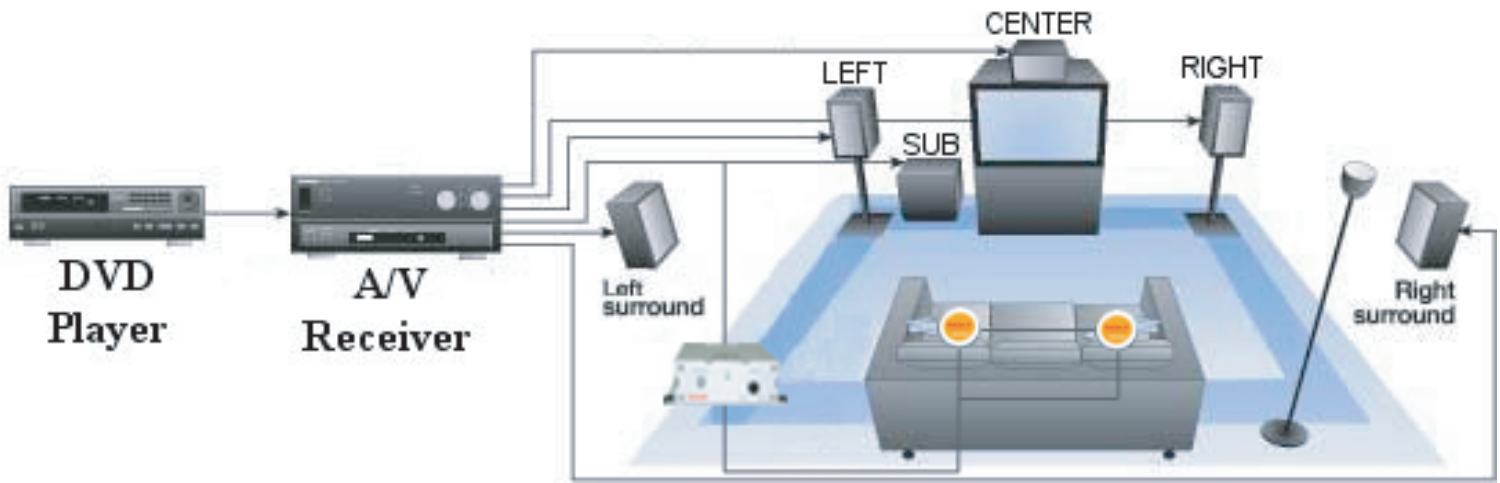 CENTER
LEFT
RIGHT
SUB
DVD
Player
A/V
Receiver
Left
surround
Right
surround